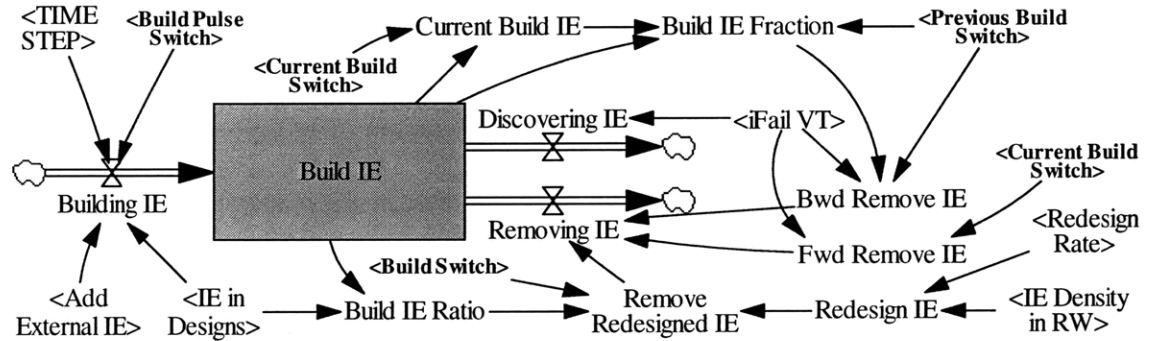 <TIME
STEP>
<Build Pulse
Switch>
Current Build IE
Build IE Fraction
<Previous Build
Switch>
<Current Build
Switch>
Discovering IE
<iFail VT>
Build IE
<Current Build
Switch>
Building IE
Removing IE
Bwd Remove IE
<Redesign
Rate>
Fwd Remove IE
<Build Switch>
<Add
External IE>
<IE in
Designs>
Build IE Ratio
Remove
Redesigned IE
Redesign IE
<IE Density
in RW>